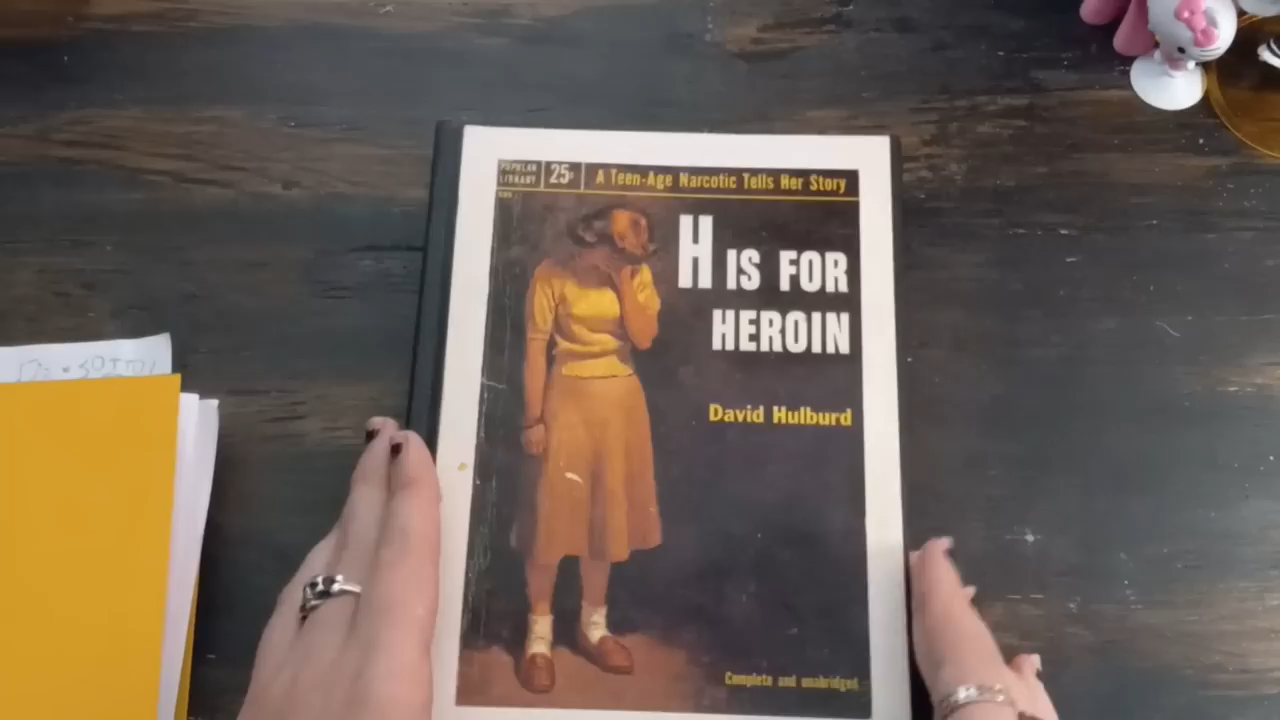 POPULAR
LIBRARY
25¢
A Teen-Age Narcotic Tells Her Story
H IS FOR
HEROIN
David Hulburd
Complete and unabridged